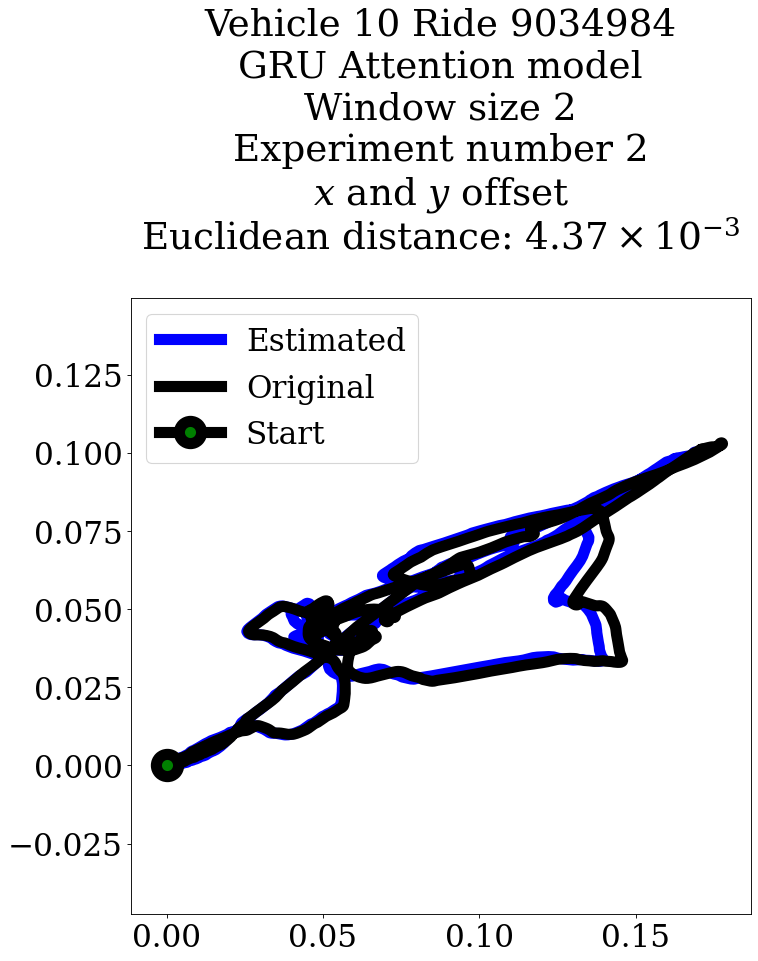 Vehicle 10 Ride 9034984
GRU Attention model
Window size 2
Experiment number 2
x and y offset
Euclidean distance: 4.37 × 10⁻³
Estimated
Original
Start
0.125
0.100
0.075
0.050
0.025
0.000
−0.025
0.00 0.05 0.10 0.15